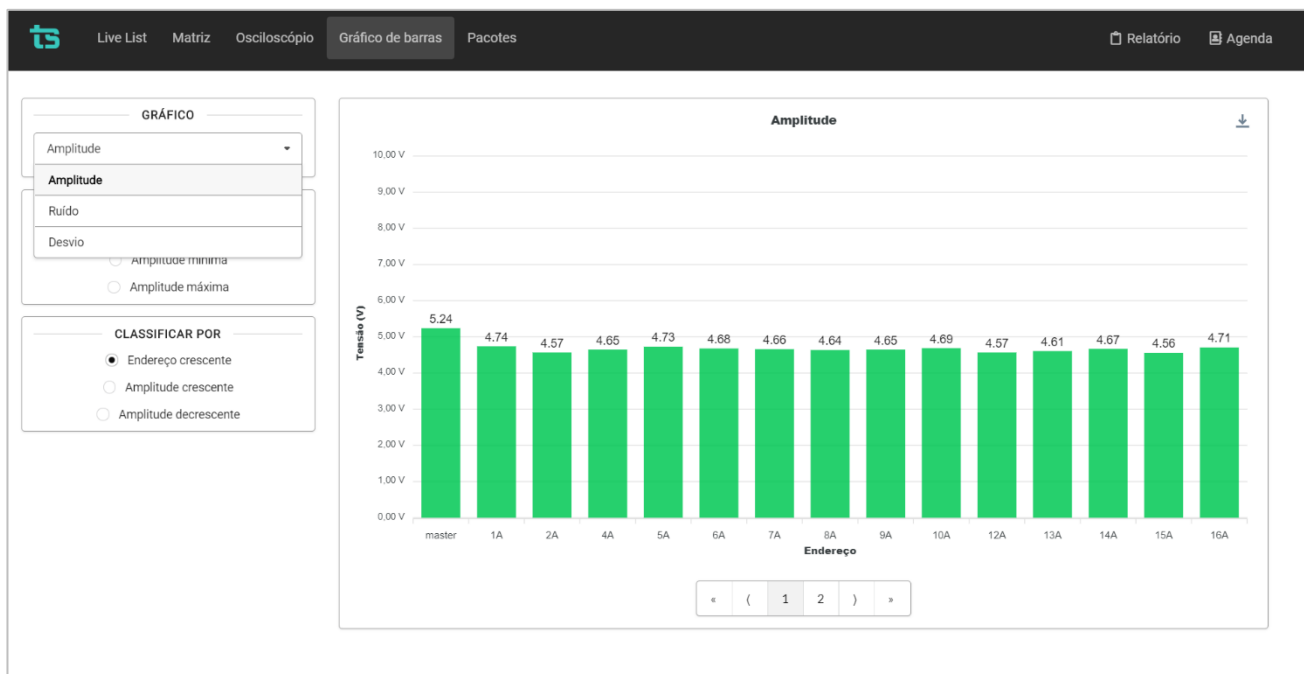 ts
Live List Matriz Osciloscópio Gráfico de barras Pacotes Relatório Agenda
GRÁFICO
Amplitude
Amplitude
Ruído
Desvio
Amplitude mínima
Amplitude máxima
CLASSIFICAR POR
Endereço crescente
Amplitude crescente
Amplitude decrescente
Amplitude
10,00 V
9,00 V
8,00 V
7,00 V
6,00 V
5,00 V
4,00 V
3,00 V
2,00 V
1,00 V
0,00 V
Tensão (V)
5.24 4.74 4.57 4.65 4.73 4.68 4.66 4.64 4.65 4.69 4.57 4.61 4.67 4.56 4.71
master 1A 2A 4A 5A 6A 7A 8A 9A 10A 12A 13A 14A 15A 16A
Endereço
« ⟨ 1 2 ⟩ »